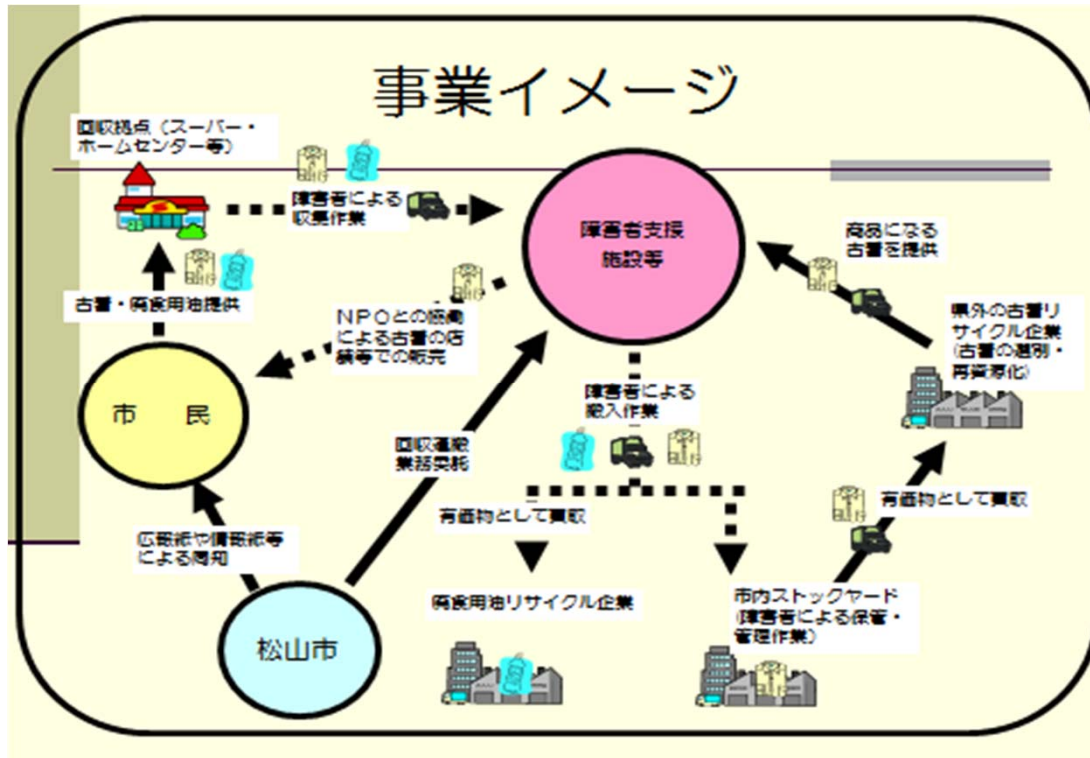 事業イメージ
回収拠点（スーパー・
ホームセンター等）
障害者による
収集作業
障害者支援
施設等
商品になる
古着を提供
古着・廃食用油提供
ＮＰＯとの協働
による古着の店
舗等での販売
県外の古着リ
サイクル企業
(古着の選別・
再資源化)
市　民
障害者による
搬入作業
回収運搬
業務委託
有価物として買取
有価物として買取
広報紙や情報紙等
による周知
廃食用油リサイクル企業
市内ストックヤード
(障害者による保管・
管理作業)
松山市